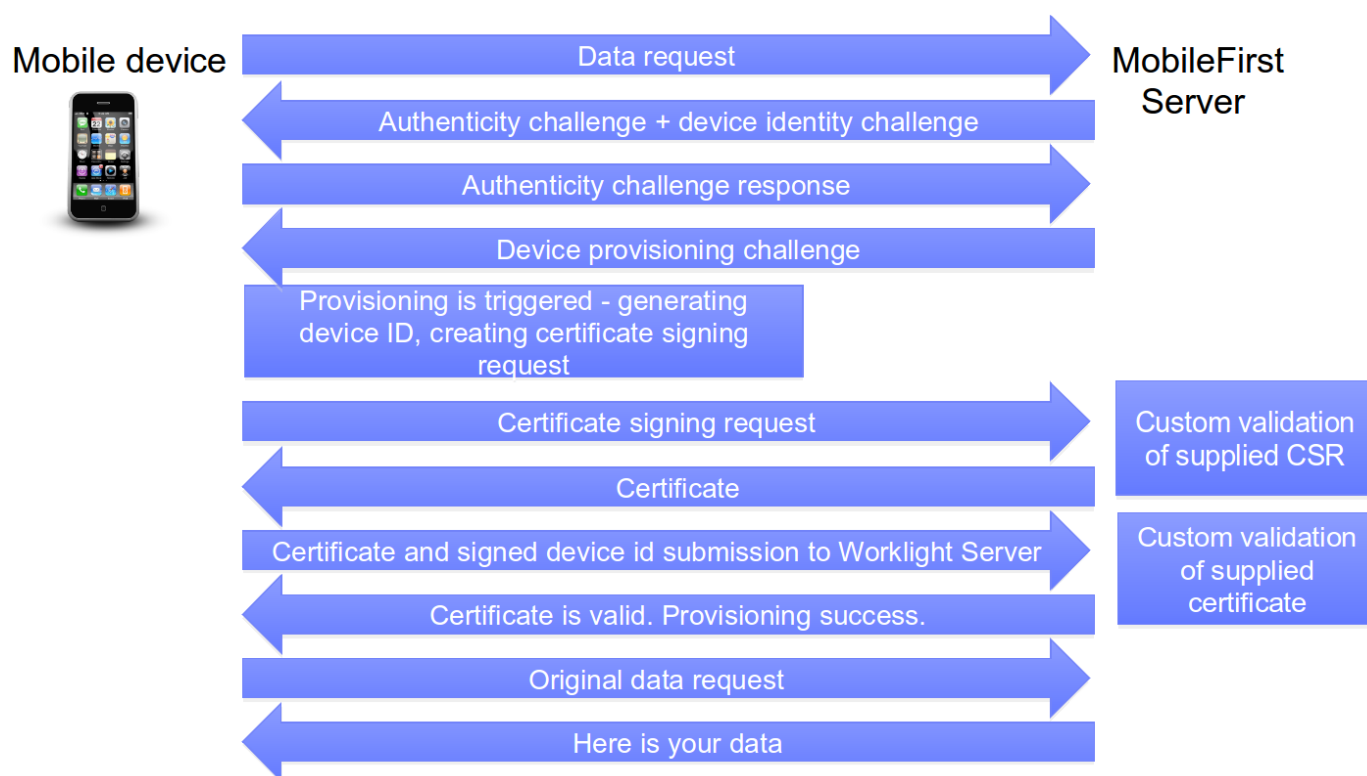 Mobile device
Data request
MobileFirst
Server
Authenticity challenge + device identity challenge
Authenticity challenge response
Device provisioning challenge
Provisioning is triggered - generating
device ID, creating certificate signing
request
Certificate signing request
Custom validation
of supplied CSR
Certificate
Certificate and signed device id submission to Worklight Server
Custom validation
of supplied
certificate
Certificate is valid. Provisioning success.
Original data request
Here is your data